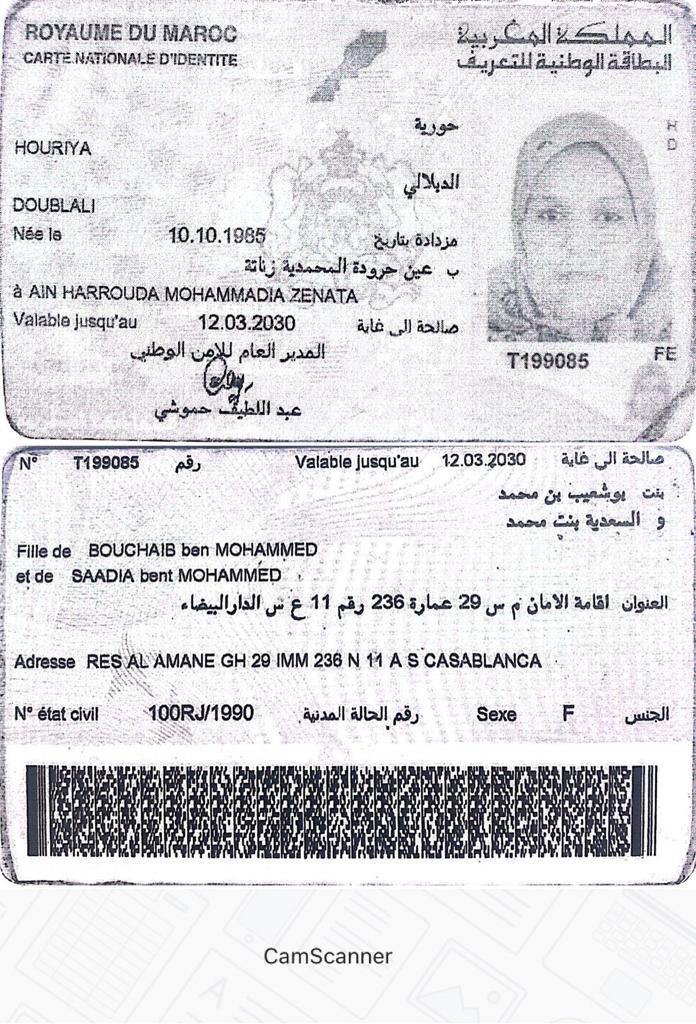 ROYAUME DU MAROC
المملكة المغربية
CARTE NATIONALE D'IDENTITE
البطاقة الوطنية للتعريف
حورية
HOURIYA
الدبلالي
DOUBLALI
Née le 10.10.1985 مزدادة بتاريخ
ب عين حرودة المحمدية زناتة
à AIN HARROUDA MOHAMMADIA ZENATA
Valable jusqu'au 12.03.2030 صالحة الى غاية
المدير العام للامن الوطني
عبد اللطيف حموشي
H
D
T199085 FE
N° T199085 رقم Valable jusqu'au 12.03.2030 صالحة الى غاية
بنت بوشعيب بن محمد
و السعدية بنت محمد
Fille de BOUCHAIB ben MOHAMMED
et de SAADIA bent MOHAMMED
العنوان اقامة الامان م س 29 عمارة 236 رقم 11 ع س الدارالبيضاء
Adresse RES AL AMANE GH 29 IMM 236 N 11 A S CASABLANCA
N° état civil 100RJ/1990 رقم الحالة المدنية Sexe F الجنس
CamScanner